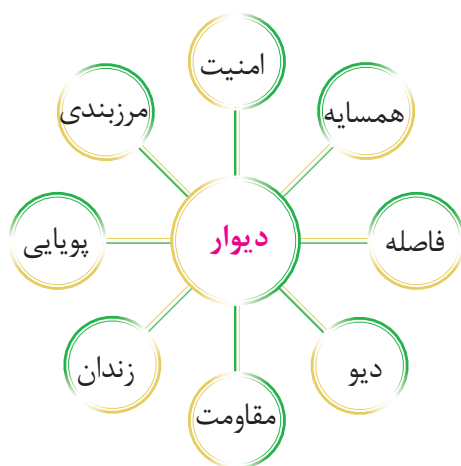 امنیت
همسایه
مرزبندی
دیوار
فاصله
پویایی
دیو
زندان
مقاومت